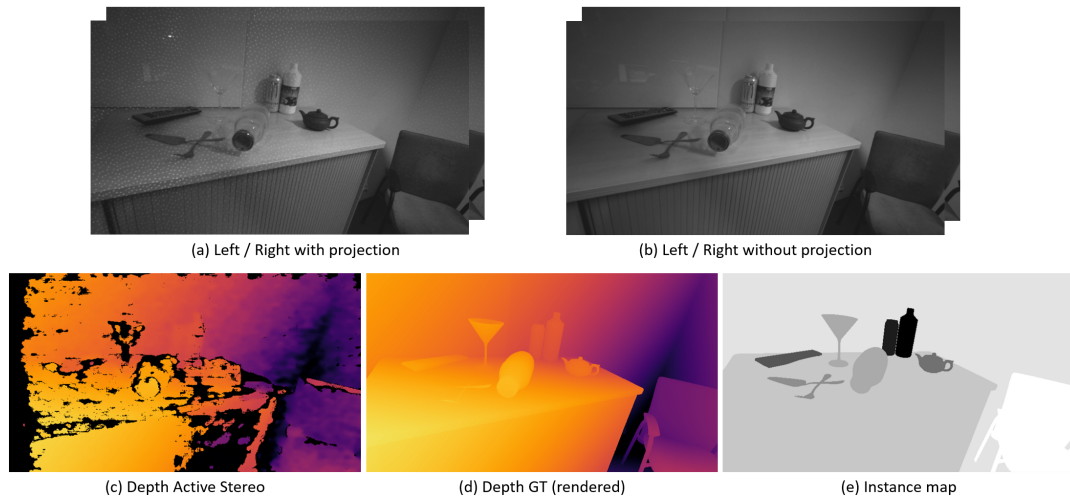 (a) Left / Right with projection
(b) Left / Right without projection
(c) Depth Active Stereo
(d) Depth GT (rendered)
(e) Instance map